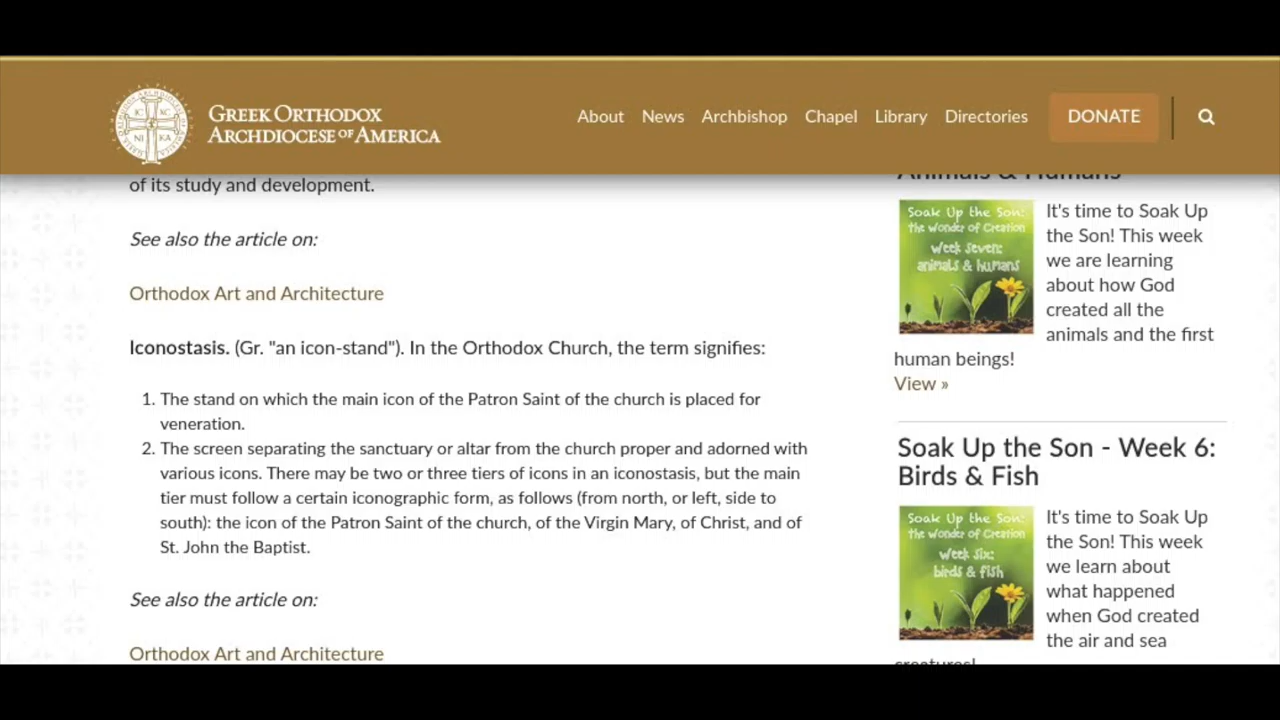 GREEK ORTHODOX
ARCHDIOCESE OF AMERICA
About News Archbishop Chapel Library Directories DONATE
of its study and development.
See also the article on:
Orthodox Art and Architecture
Iconostasis. (Gr. "an icon-stand"). In the Orthodox Church, the term signifies:
1. The stand on which the main icon of the Patron Saint of the church is placed for
veneration.
2. The screen separating the sanctuary or altar from the church proper and adorned with
various icons. There may be two or three tiers of icons in an iconostasis, but the main
tier must follow a certain iconographic form, as follows (from north, or left, side to
south): the icon of the Patron Saint of the church, of the Virgin Mary, of Christ, and of
St. John the Baptist.
See also the article on:
Orthodox Art and Architecture
Animals & Humans
Soak Up the Son:
the Wonder of Creation
Week Seven:
animals & humans
It's time to Soak Up
the Son! This week
we are learning
about how God
created all the
animals and the first
human beings!
View »
Soak Up the Son - Week 6:
Birds & Fish
Soak Up the Son:
the Wonder of Creation
Week Six:
birds & fish
It's time to Soak Up
the Son! This week
we learn about
what happened
when God created
the air and sea
creatures!